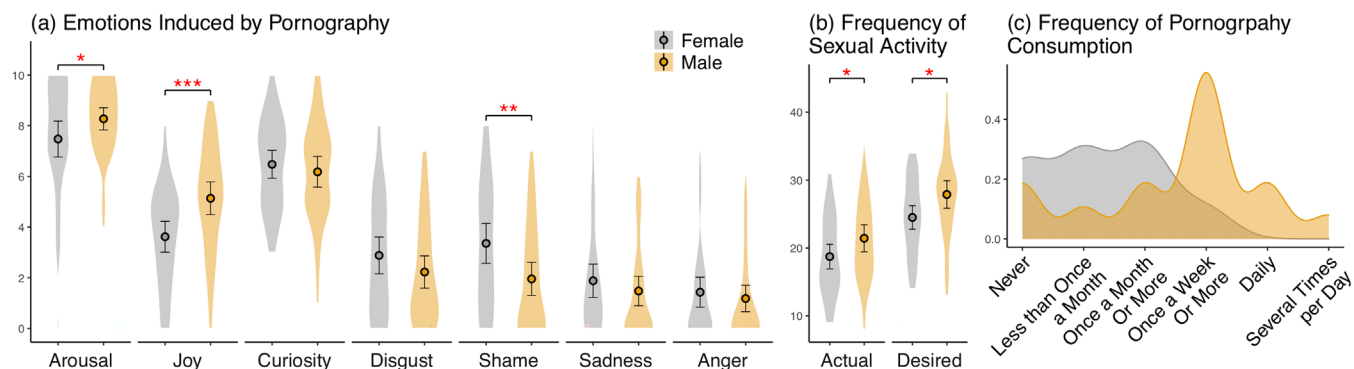 (a) Emotions Induced by Pornography
Female
Male
10
8
6
4
2
0
*
***
**
Arousal
Joy
Curiosity
Disgust
Shame
Sadness
Anger
(b) Frequency of
Sexual Activity
40
30
20
10
*
*
Actual
Desired
(c) Frequency of Pornogrpahy
Consumption
0.4
0.2
0.0
Never
Less than Once
a Month
Once a Month
Or More
Once a Week
Or More
Daily
Several Times
per Day